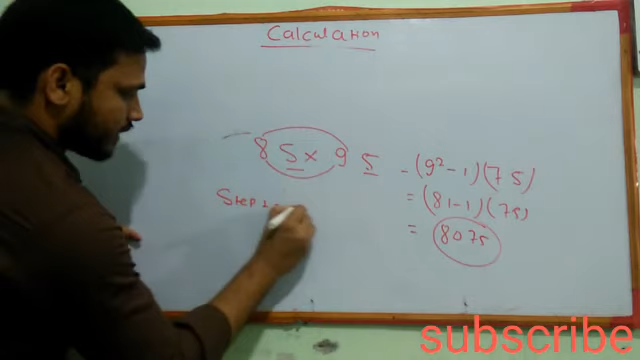 Calculation
85 × 95 = (9²-1)(75)
= (81-1)(75)
= 8075
Step 1
subscribe